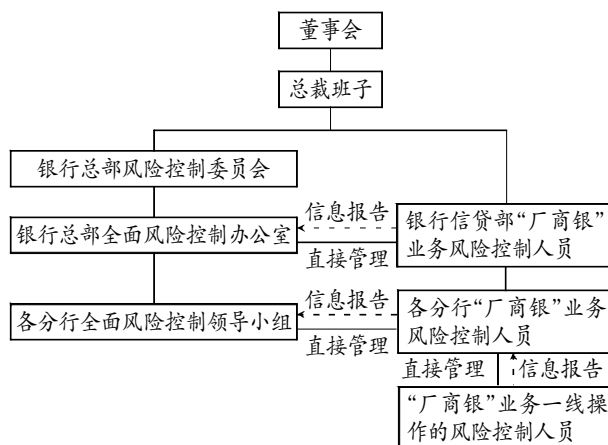 董事会
总裁班子
银行总部风险控制委员会
信息报告
银行总部全面风险控制办公室
直接管理
银行信贷部“厂商银”
业务风险控制人员
信息报告
各分行全面风险控制领导小组
直接管理
各分行“厂商银”业务
风险控制人员
直接管理
信息报告
“厂商银”业务一线操
作的风险控制人员